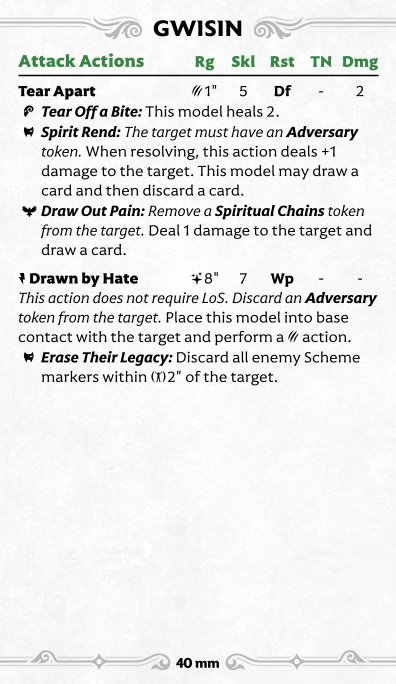 GWISIN
Attack Actions Rg Skl Rst TN Dmg
Tear Apart 1" 5 Df - 2
Tear Off a Bite: This model heals 2.
Spirit Rend: The target must have an Adversary
token. When resolving, this action deals +1
damage to the target. This model may draw a
card and then discard a card.
Draw Out Pain: Remove a Spiritual Chains token
from the target. Deal 1 damage to the target and
draw a card.
Drawn by Hate 8" 7 Wp - -
This action does not require LoS. Discard an Adversary
token from the target. Place this model into base
contact with the target and perform a action.
Erase Their Legacy: Discard all enemy Scheme
markers within 2" of the target.
40 mm